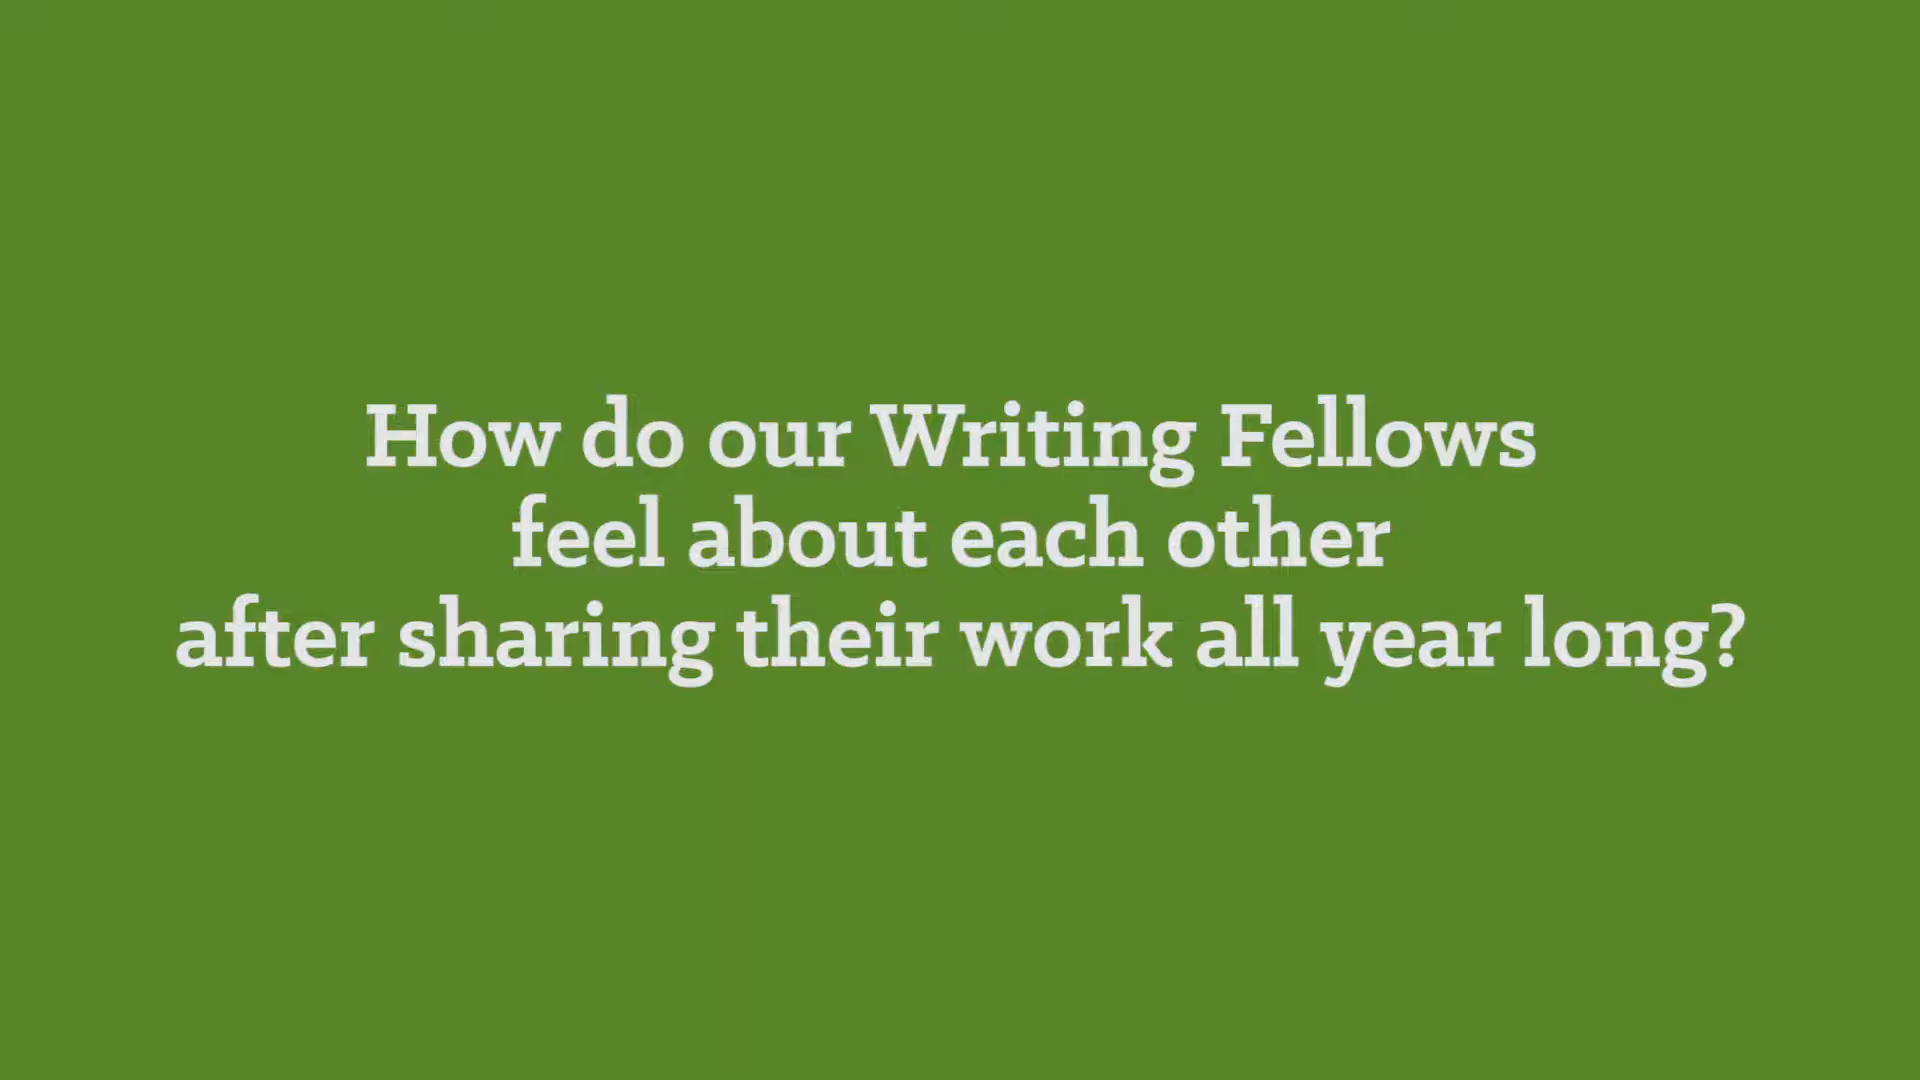 How do our Writing Fellows
feel about each other
after sharing their work all year long?